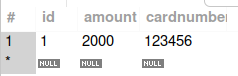 # id amount cardnumber
1 1 2000 123456
* NULL NULL NULL